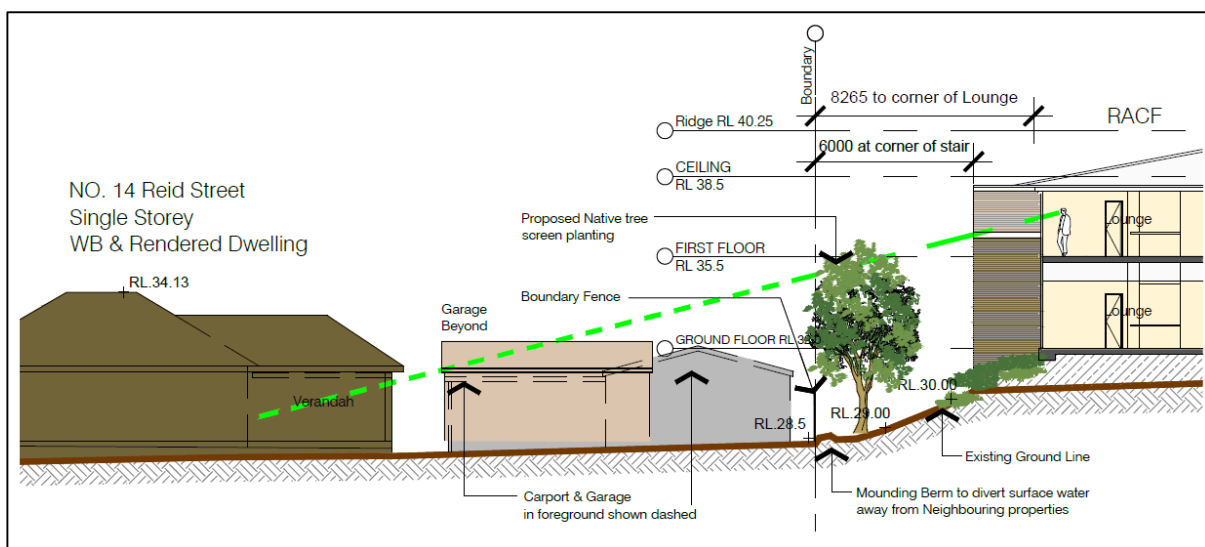 Boundary
8265 to corner of Lounge
RACF
Ridge RL 40.25
6000 at corner of stair
CEILING
RL 38.5
NO. 14 Reid Street
Single Storey
WB & Rendered Dwelling
Proposed Native tree
screen planting
Lounge
FIRST FLOOR
RL 35.5
RL.34.13
Boundary Fence
Garage
Beyond
Lounge
GROUND FLOOR RL
RL.30.00
Verandah
RL.29.00
RL.28.5
Existing Ground Line
Carport & Garage
in foreground shown dashed
Mounding Berm to divert surface water
away from Neighbouring properties